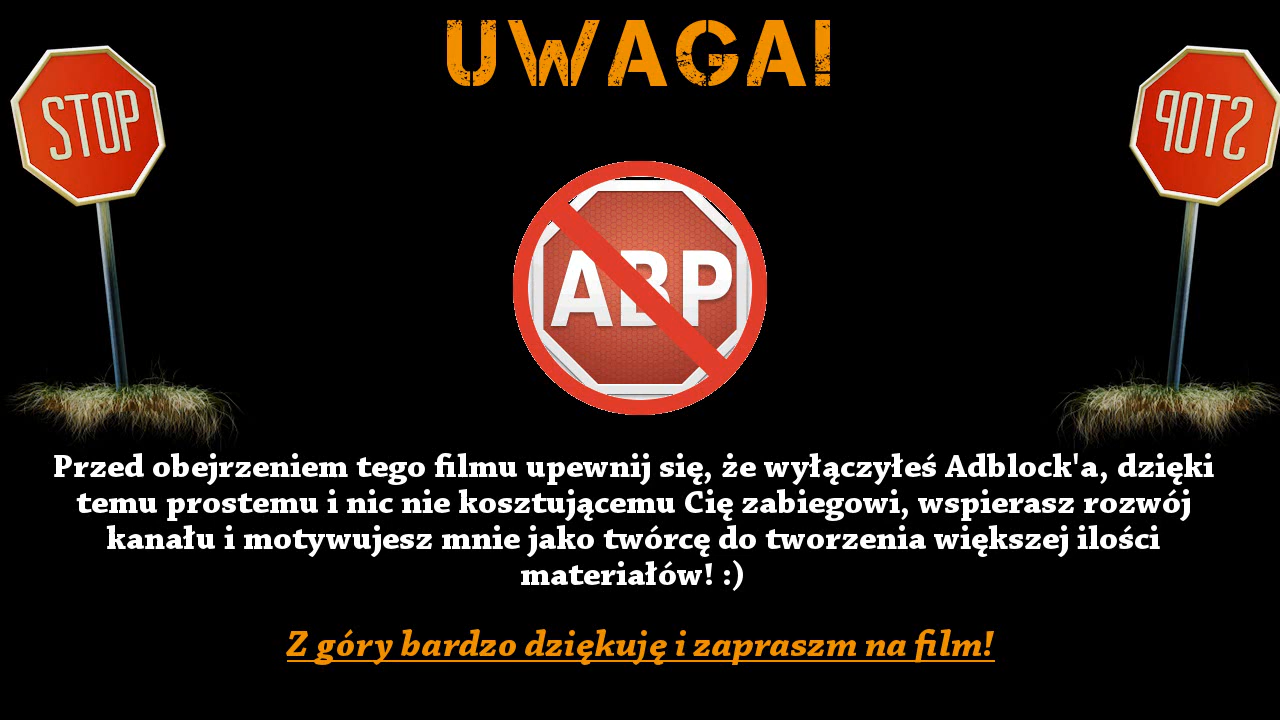 UWAGA!
STOP
STOP
ABP
Przed obejrzeniem tego filmu upewnij się, że wyłączyłeś Adblock'a, dzięki
temu prostemu i nic nie kosztującemu Cię zabiegowi, wspierasz rozwój
kanału i motywujesz mnie jako twórcę do tworzenia większej ilości
materiałów! :)
Z góry bardzo dziękuję i zapraszm na film!